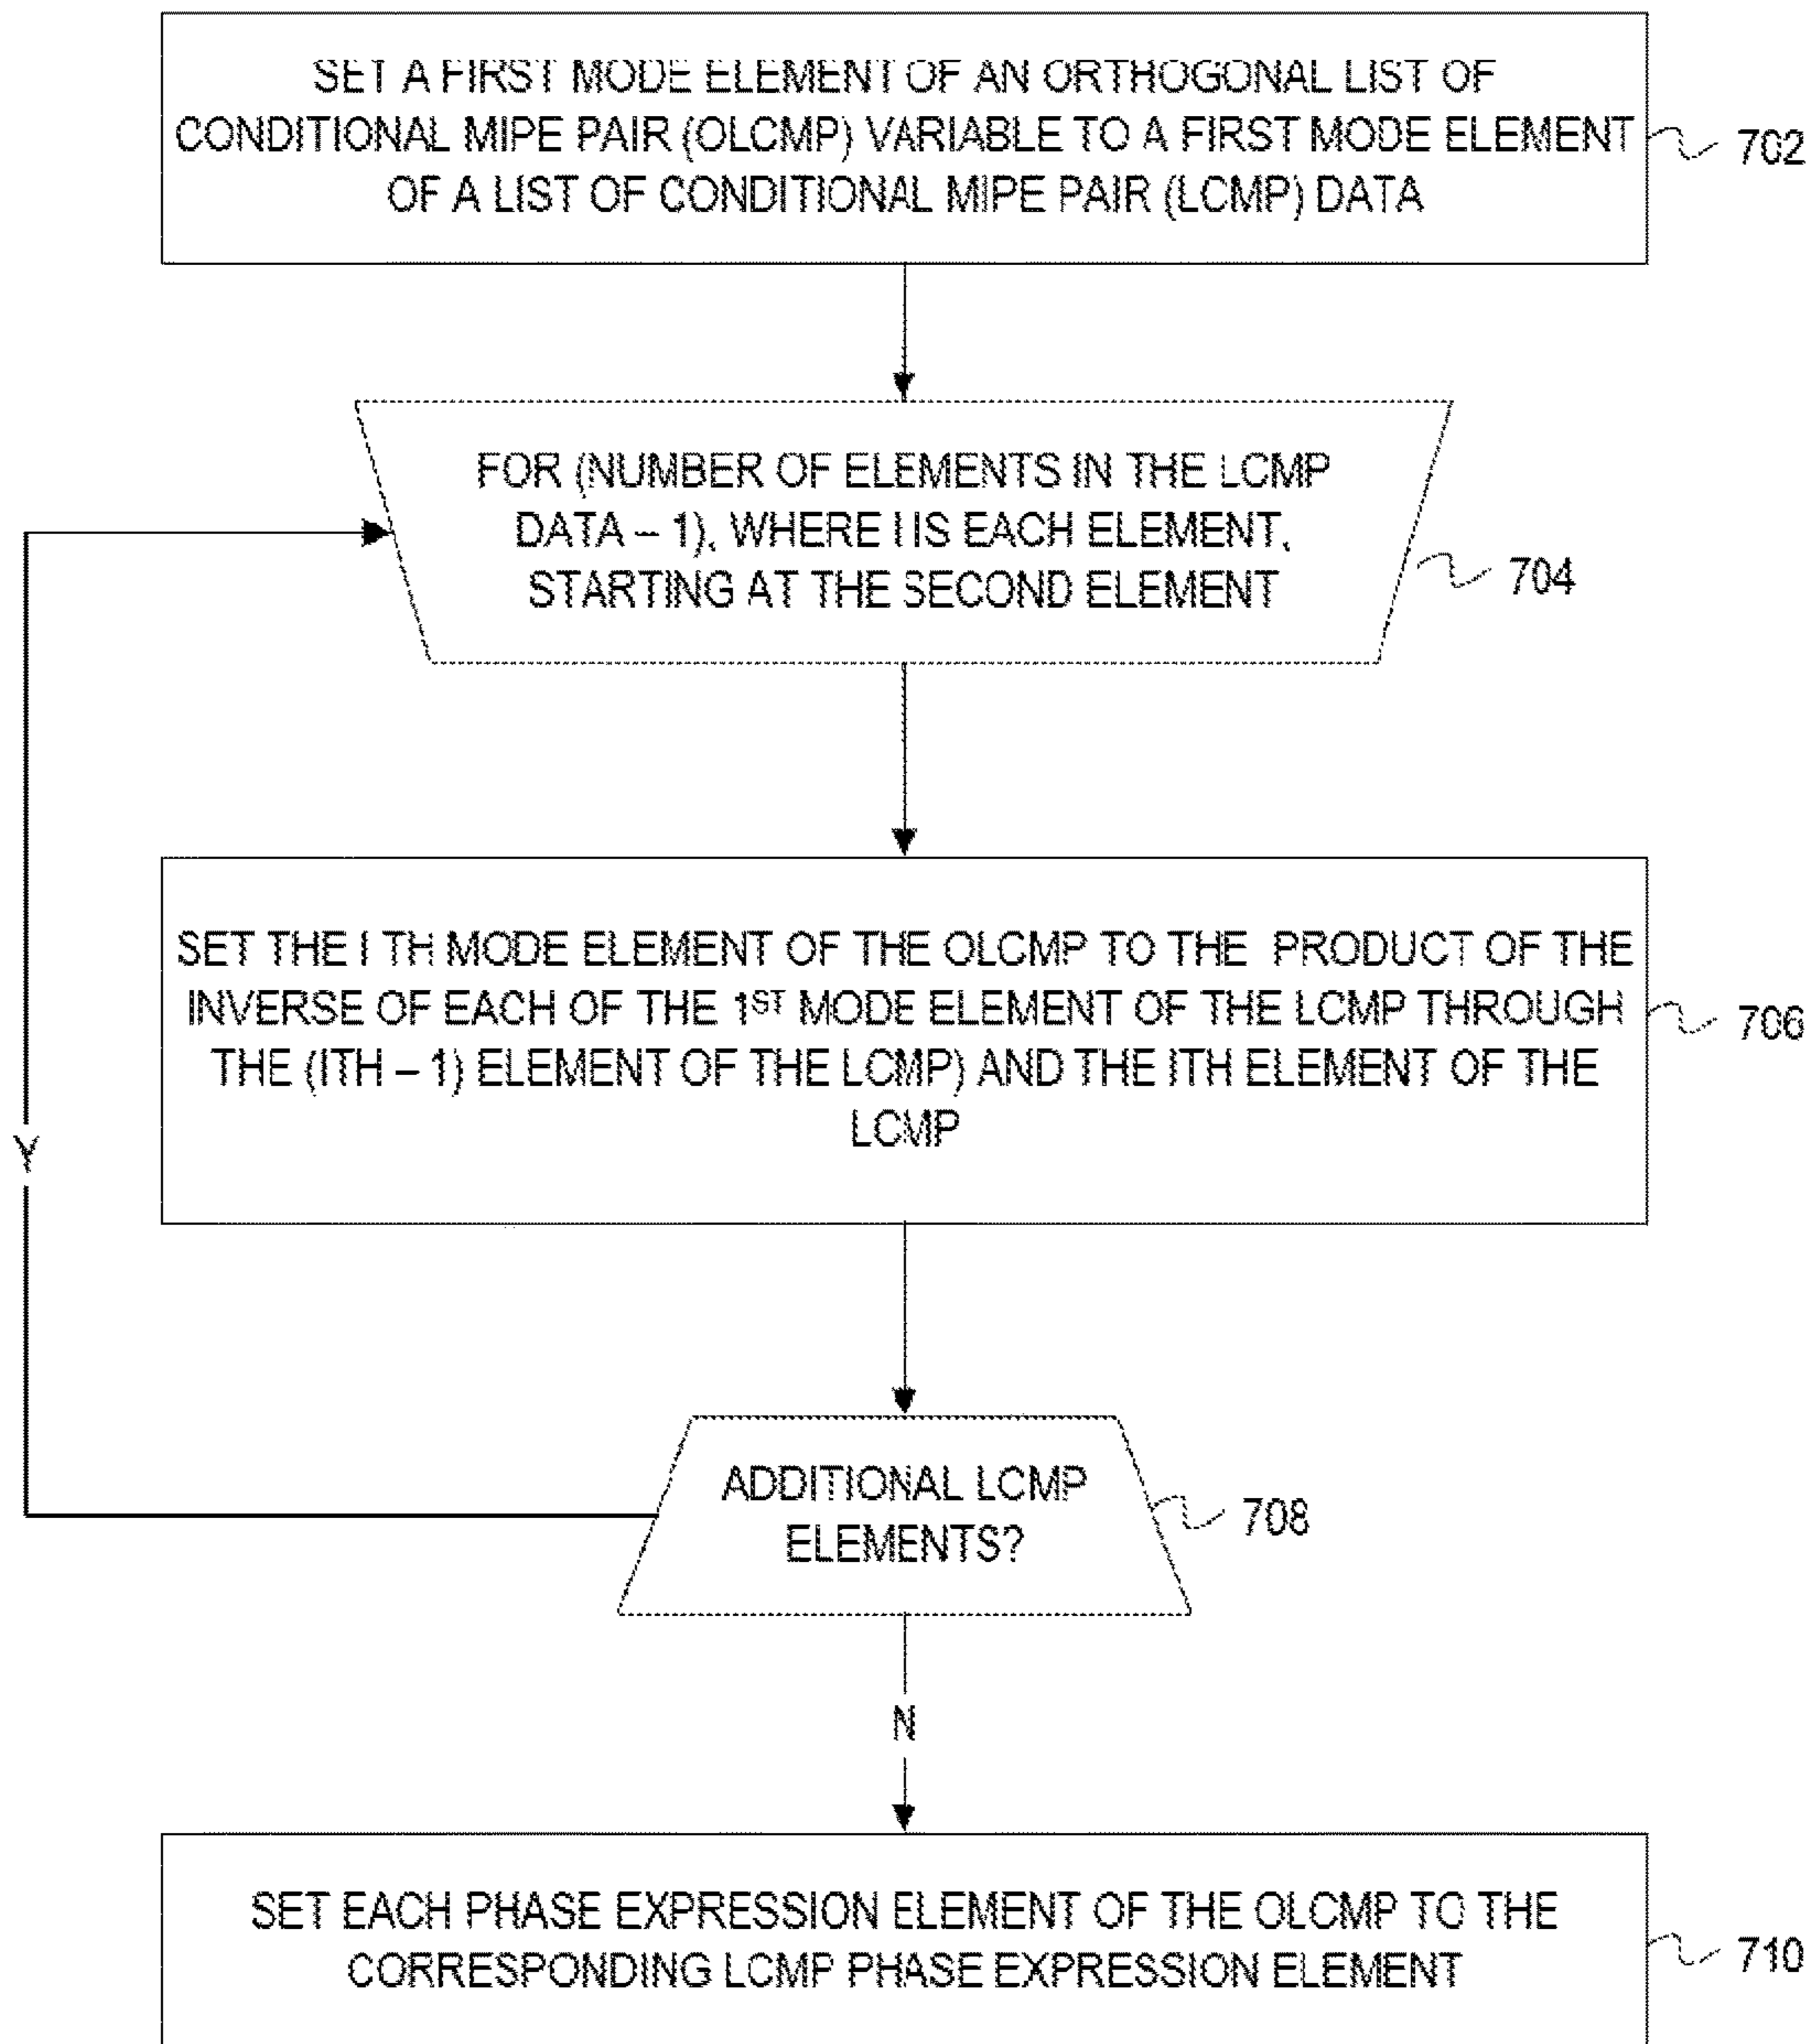 SET A FIRST MODE ELEMENT OF AN ORTHOGONAL LIST OF
CONDITIONAL MIPE PAIR (OLCMP) VARIABLE TO A FIRST MODE ELEMENT
OF A LIST OF CONDITIONAL MIPE PAIR (LCMP) DATA
702
FOR (NUMBER OF ELEMENTS IN THE LCMP
DATA – 1), WHERE I IS EACH ELEMENT,
STARTING AT THE SECOND ELEMENT
704
SET THE I TH MODE ELEMENT OF THE OLCMP TO THE PRODUCT OF THE
INVERSE OF EACH OF THE 1ST MODE ELEMENT OF THE LCMP THROUGH
THE (ITH – 1) ELEMENT OF THE LCMP) AND THE ITH ELEMENT OF THE
LCMP
706
Y
ADDITIONAL LCMP
ELEMENTS?
708
N
SET EACH PHASE EXPRESSION ELEMENT OF THE OLCMP TO THE
CORRESPONDING LCMP PHASE EXPRESSION ELEMENT
710